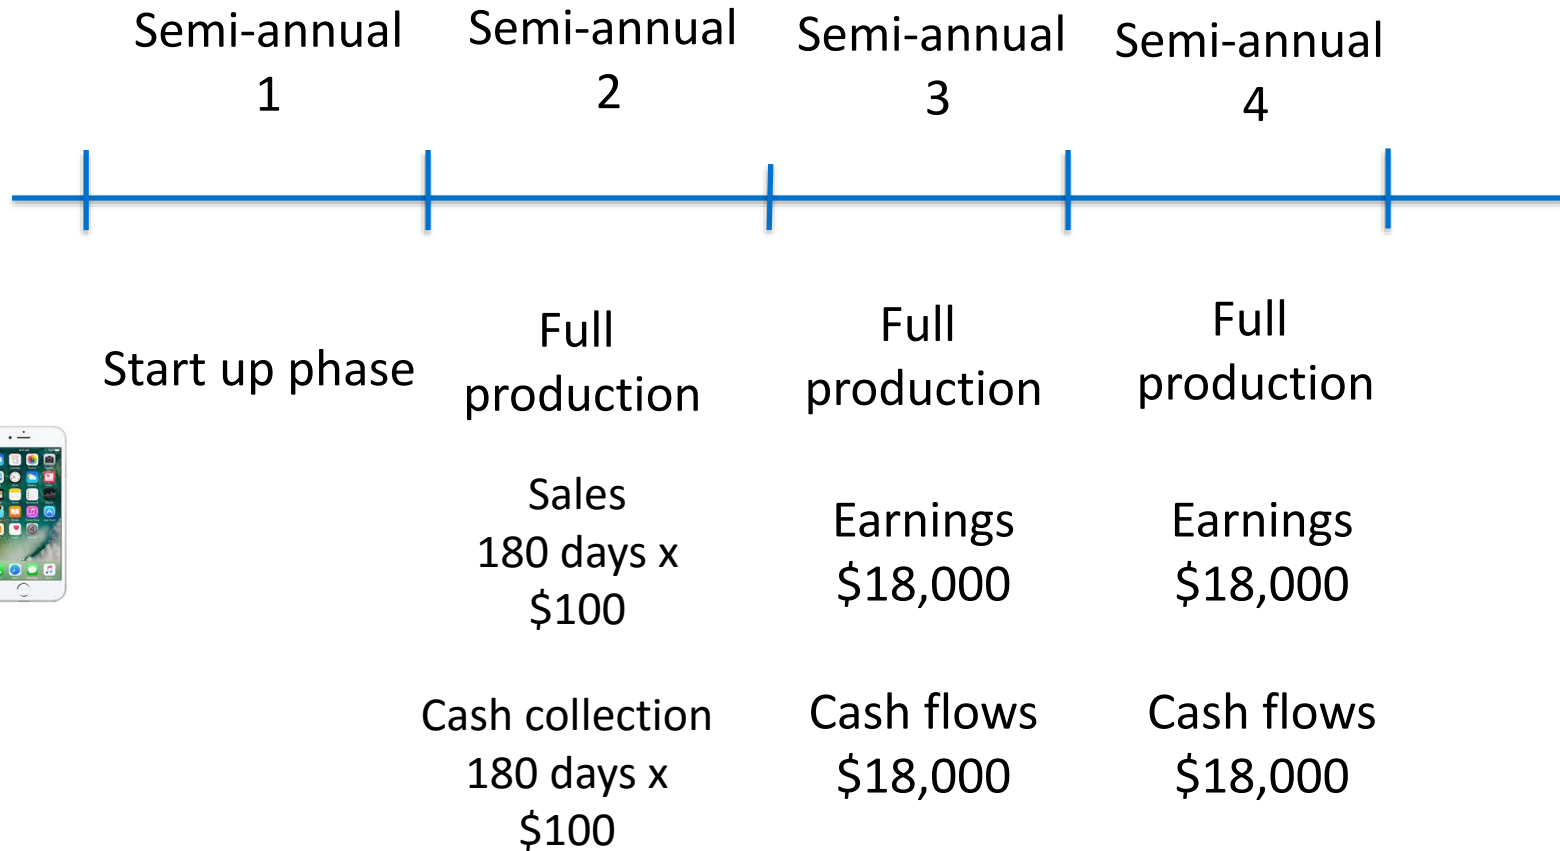 Semi-annual
1
Semi-annual
2
Semi-annual
3
Semi-annual
4
Start up phase
Full
production
Full
production
Full
production
Sales
180 days x
$100
Earnings
$18,000
Earnings
$18,000
Cash collection
180 days x
$100
Cash flows
$18,000
Cash flows
$18,000